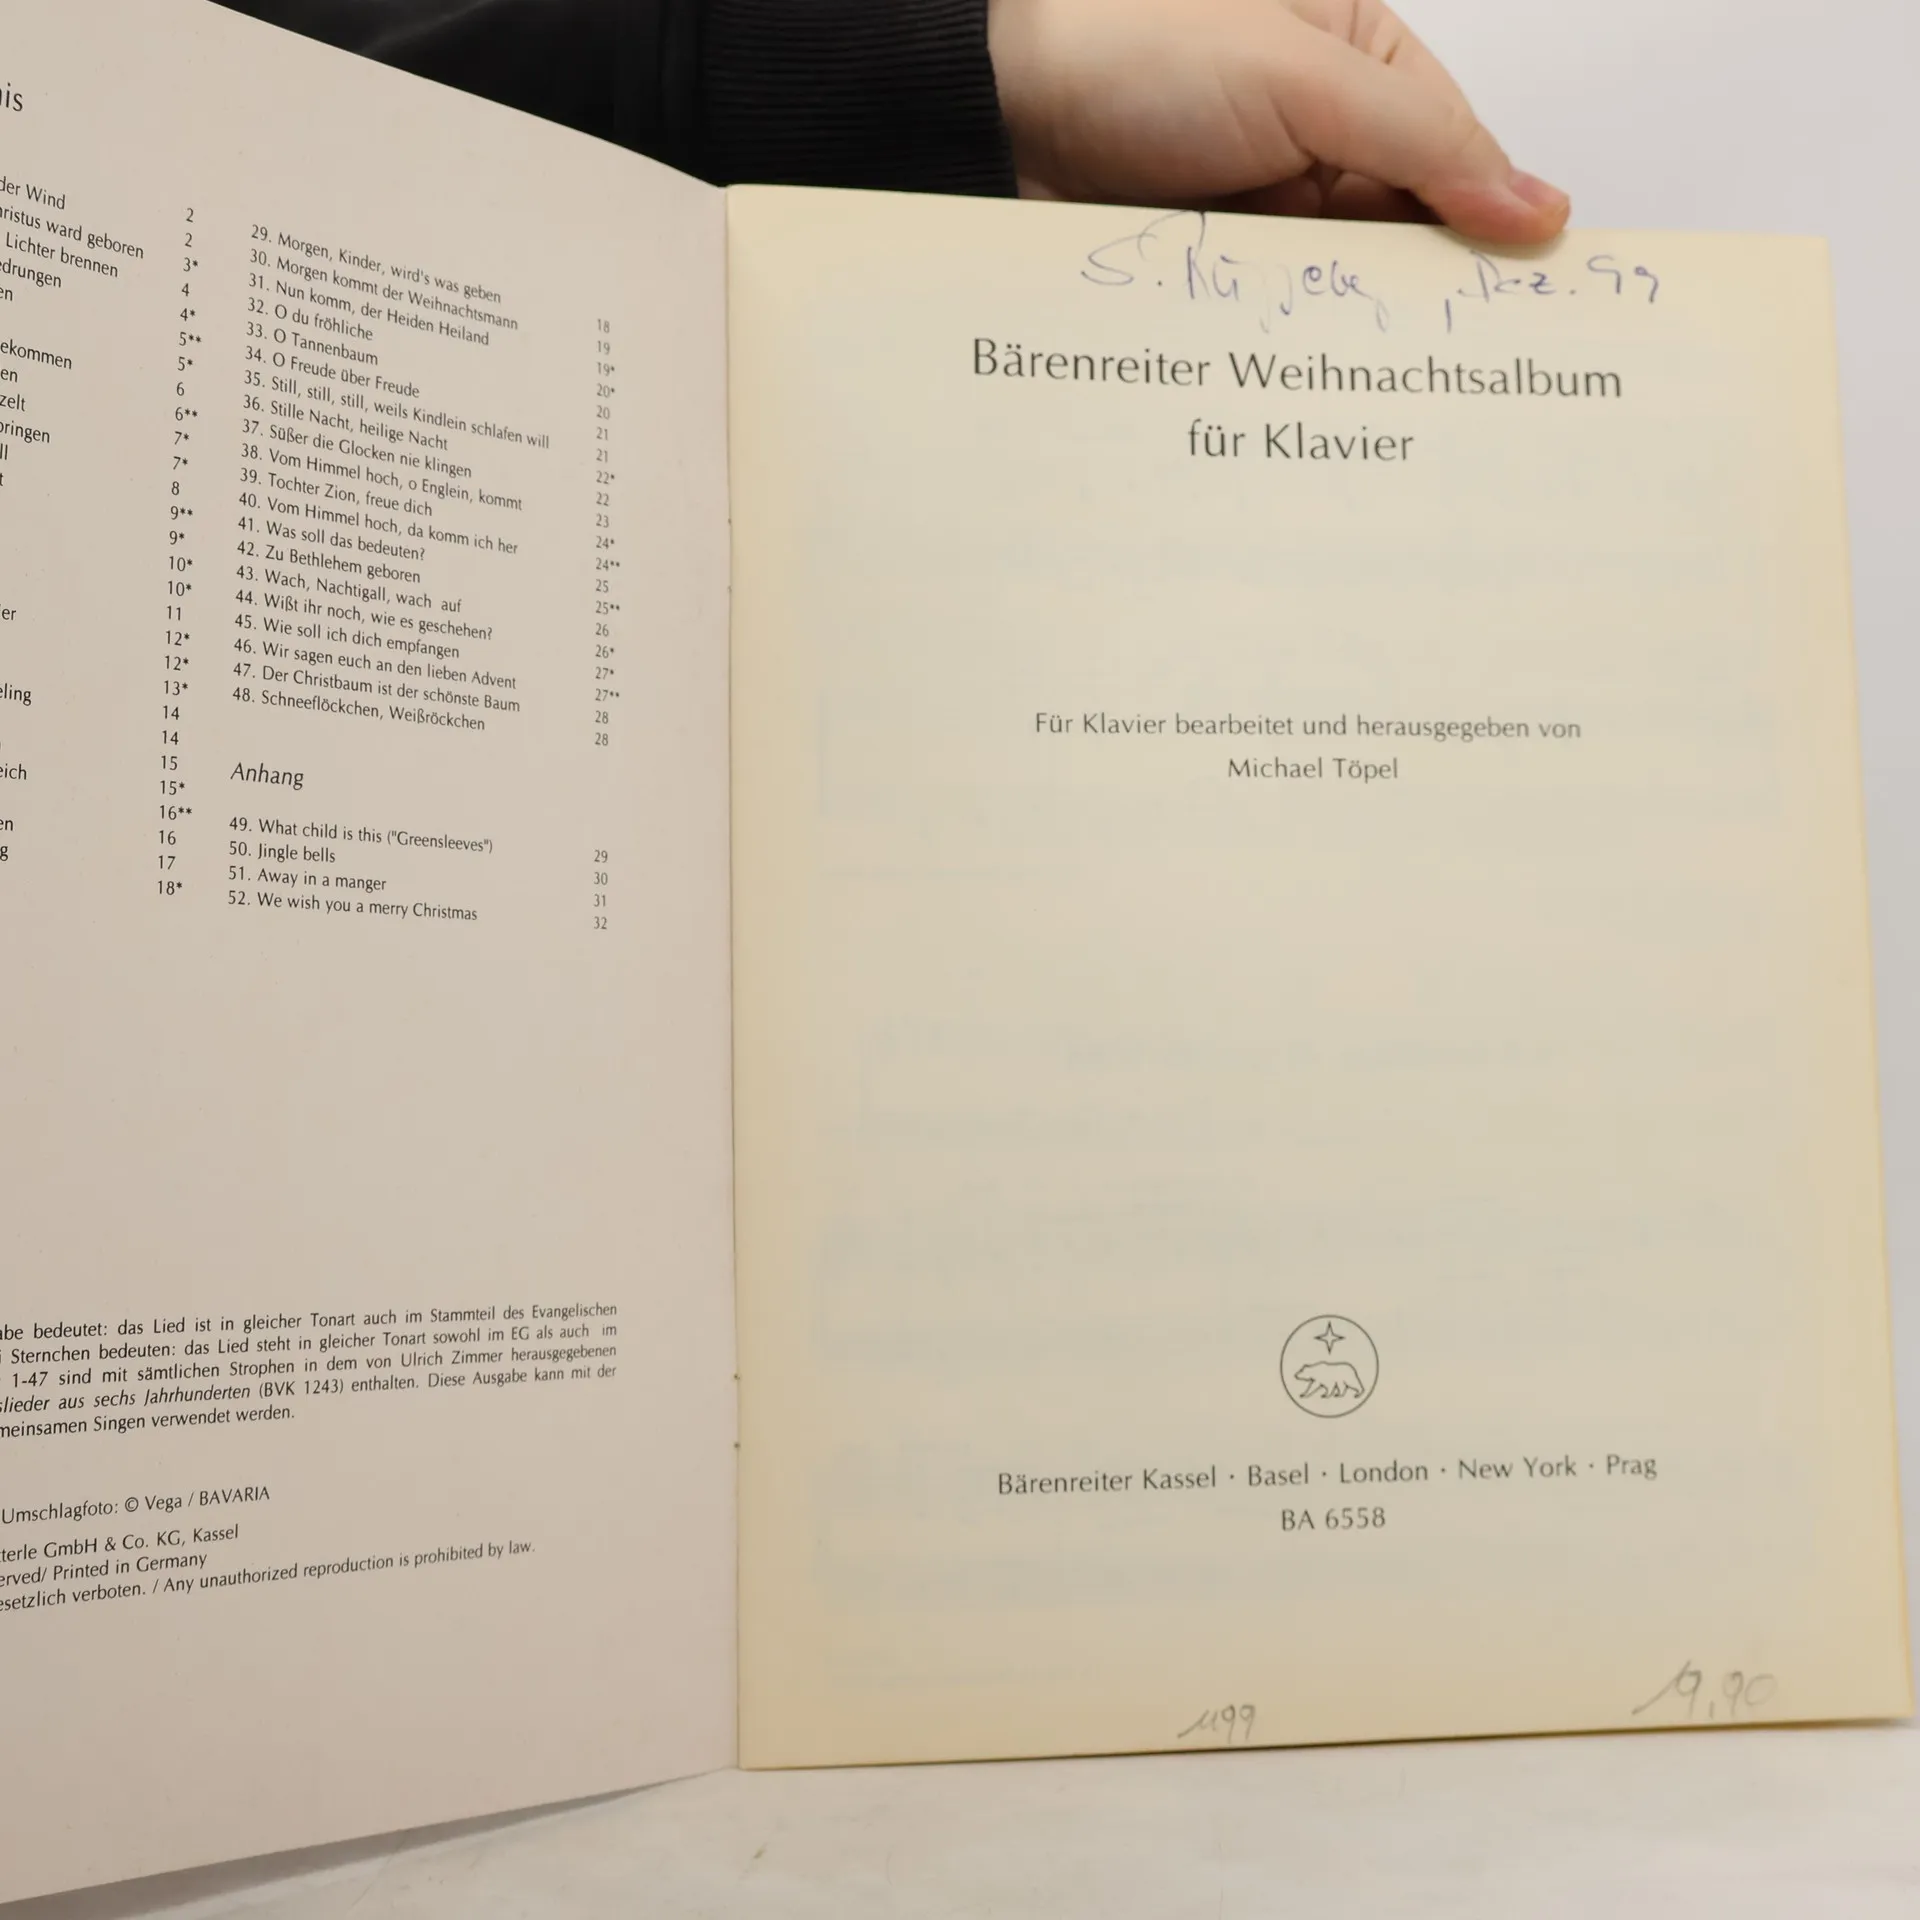 der Wind 2
ristus ward geboren 2
Lichter brennen 3*
drungen 4
en 4*
5**
ekommen 5*
en 6
zelt 6**
ringen 7*
ll 7*
t 8
9**
9*
10*
10*
er 11
12*
12*
eling 13*
14
14
eich 15
15*
en 16**
g 16
17
18*
29. Morgen, Kinder, wird's was geben 18
30. Morgen kommt der Weihnachtsmann 19
31. Nun komm, der Heiden Heiland 19*
32. O du fröhliche 20*
33. O Tannenbaum 20
34. O Freude über Freude 21
35. Still, still, still, weils Kindlein schlafen will 21
36. Stille Nacht, heilige Nacht 22*
37. Süßer die Glocken nie klingen 22
38. Vom Himmel hoch, o Englein, kommt 23
39. Tochter Zion, freue dich 24*
40. Vom Himmel hoch, da komm ich her 24**
41. Was soll das bedeuten? 25
42. Zu Bethlehem geboren 25**
43. Wach, Nachtigall, wach auf 26
44. Wißt ihr noch, wie es geschehen? 26*
45. Wie soll ich dich empfangen 27*
46. Wir sagen euch an den lieben Advent 27**
47. Der Christbaum ist der schönste Baum 28
48. Schneeflöckchen, Weißröckchen 28
Anhang
49. What child is this ("Greensleeves") 29
50. Jingle bells 30
51. Away in a manger 31
52. We wish you a merry Christmas 32
be bedeutet: das Lied ist in gleicher Tonart auch im Stammteil des Evangelischen
Sternchen bedeuten: das Lied steht in gleicher Tonart sowohl im EG als auch im
1-47 sind mit sämtlichen Strophen in dem von Ulrich Zimmer herausgegebenen
slieder aus sechs Jahrhunderten (BVK 1243) enthalten. Diese Ausgabe kann mit der
meinsamen Singen verwendet werden.
Umschlagfoto: © Vega / BAVARIA
terle GmbH & Co. KG, Kassel
erved/ Printed in Germany
esetzlich verboten. / Any unauthorized reproduction is prohibited by law.
S. , Dez. 99
Bärenreiter Weihnachtsalbum
für Klavier
Für Klavier bearbeitet und herausgegeben von
Michael Töpel
Bärenreiter Kassel · Basel · London · New York · Prag
BA 6558
1199
19,90